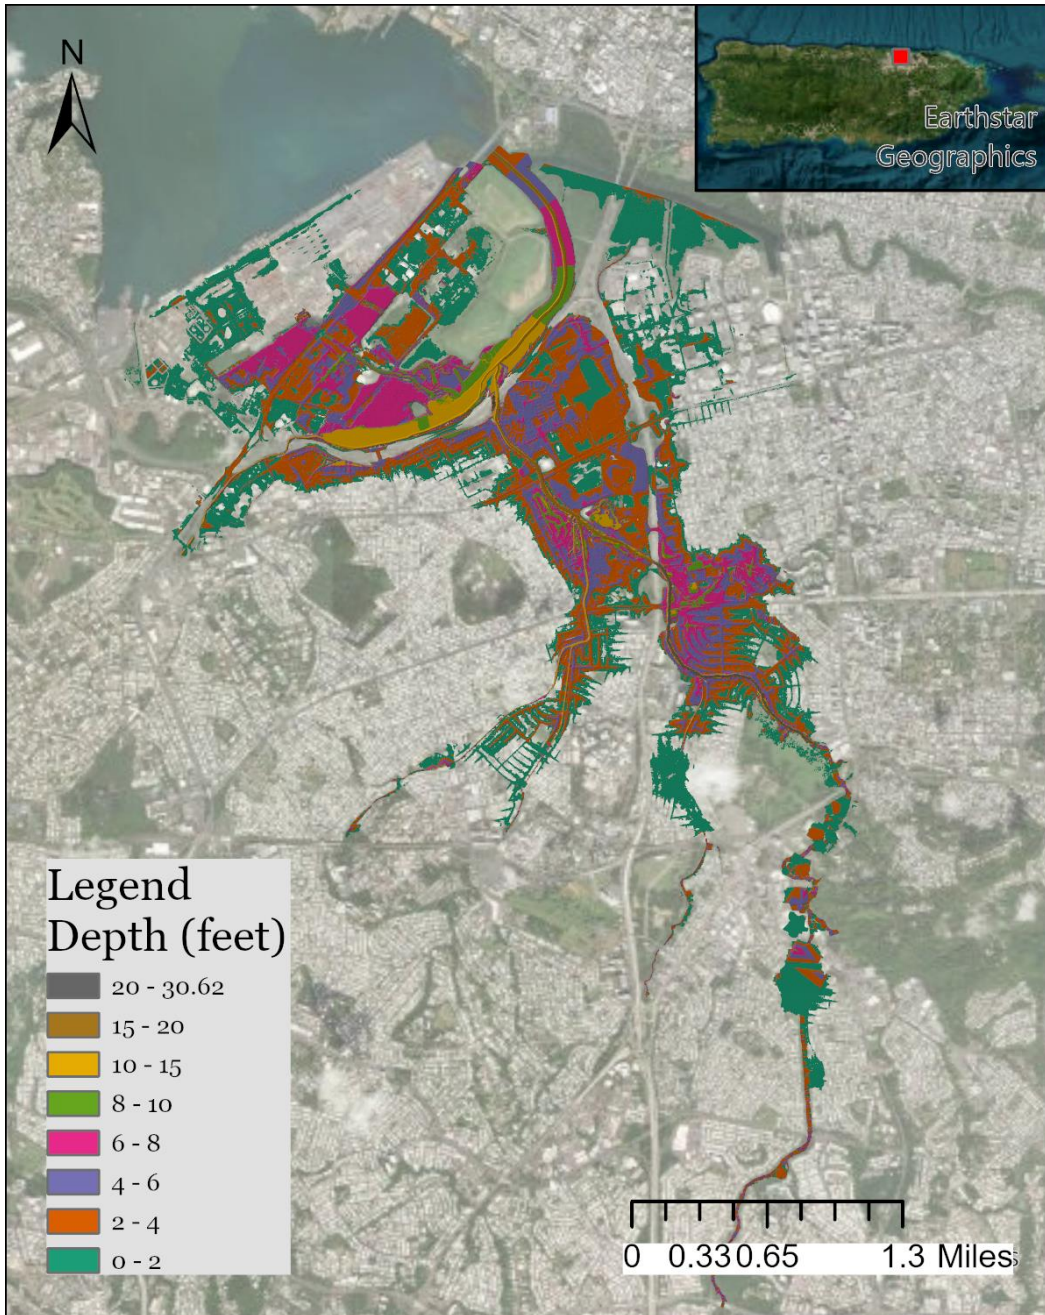 N
Earthstar
Geographics
Legend
Depth (feet)
20 - 30.62
15 - 20
10 - 15
8 - 10
6 - 8
4 - 6
2 - 4
0 - 2
0 0.33 0.65 1.3 Miles